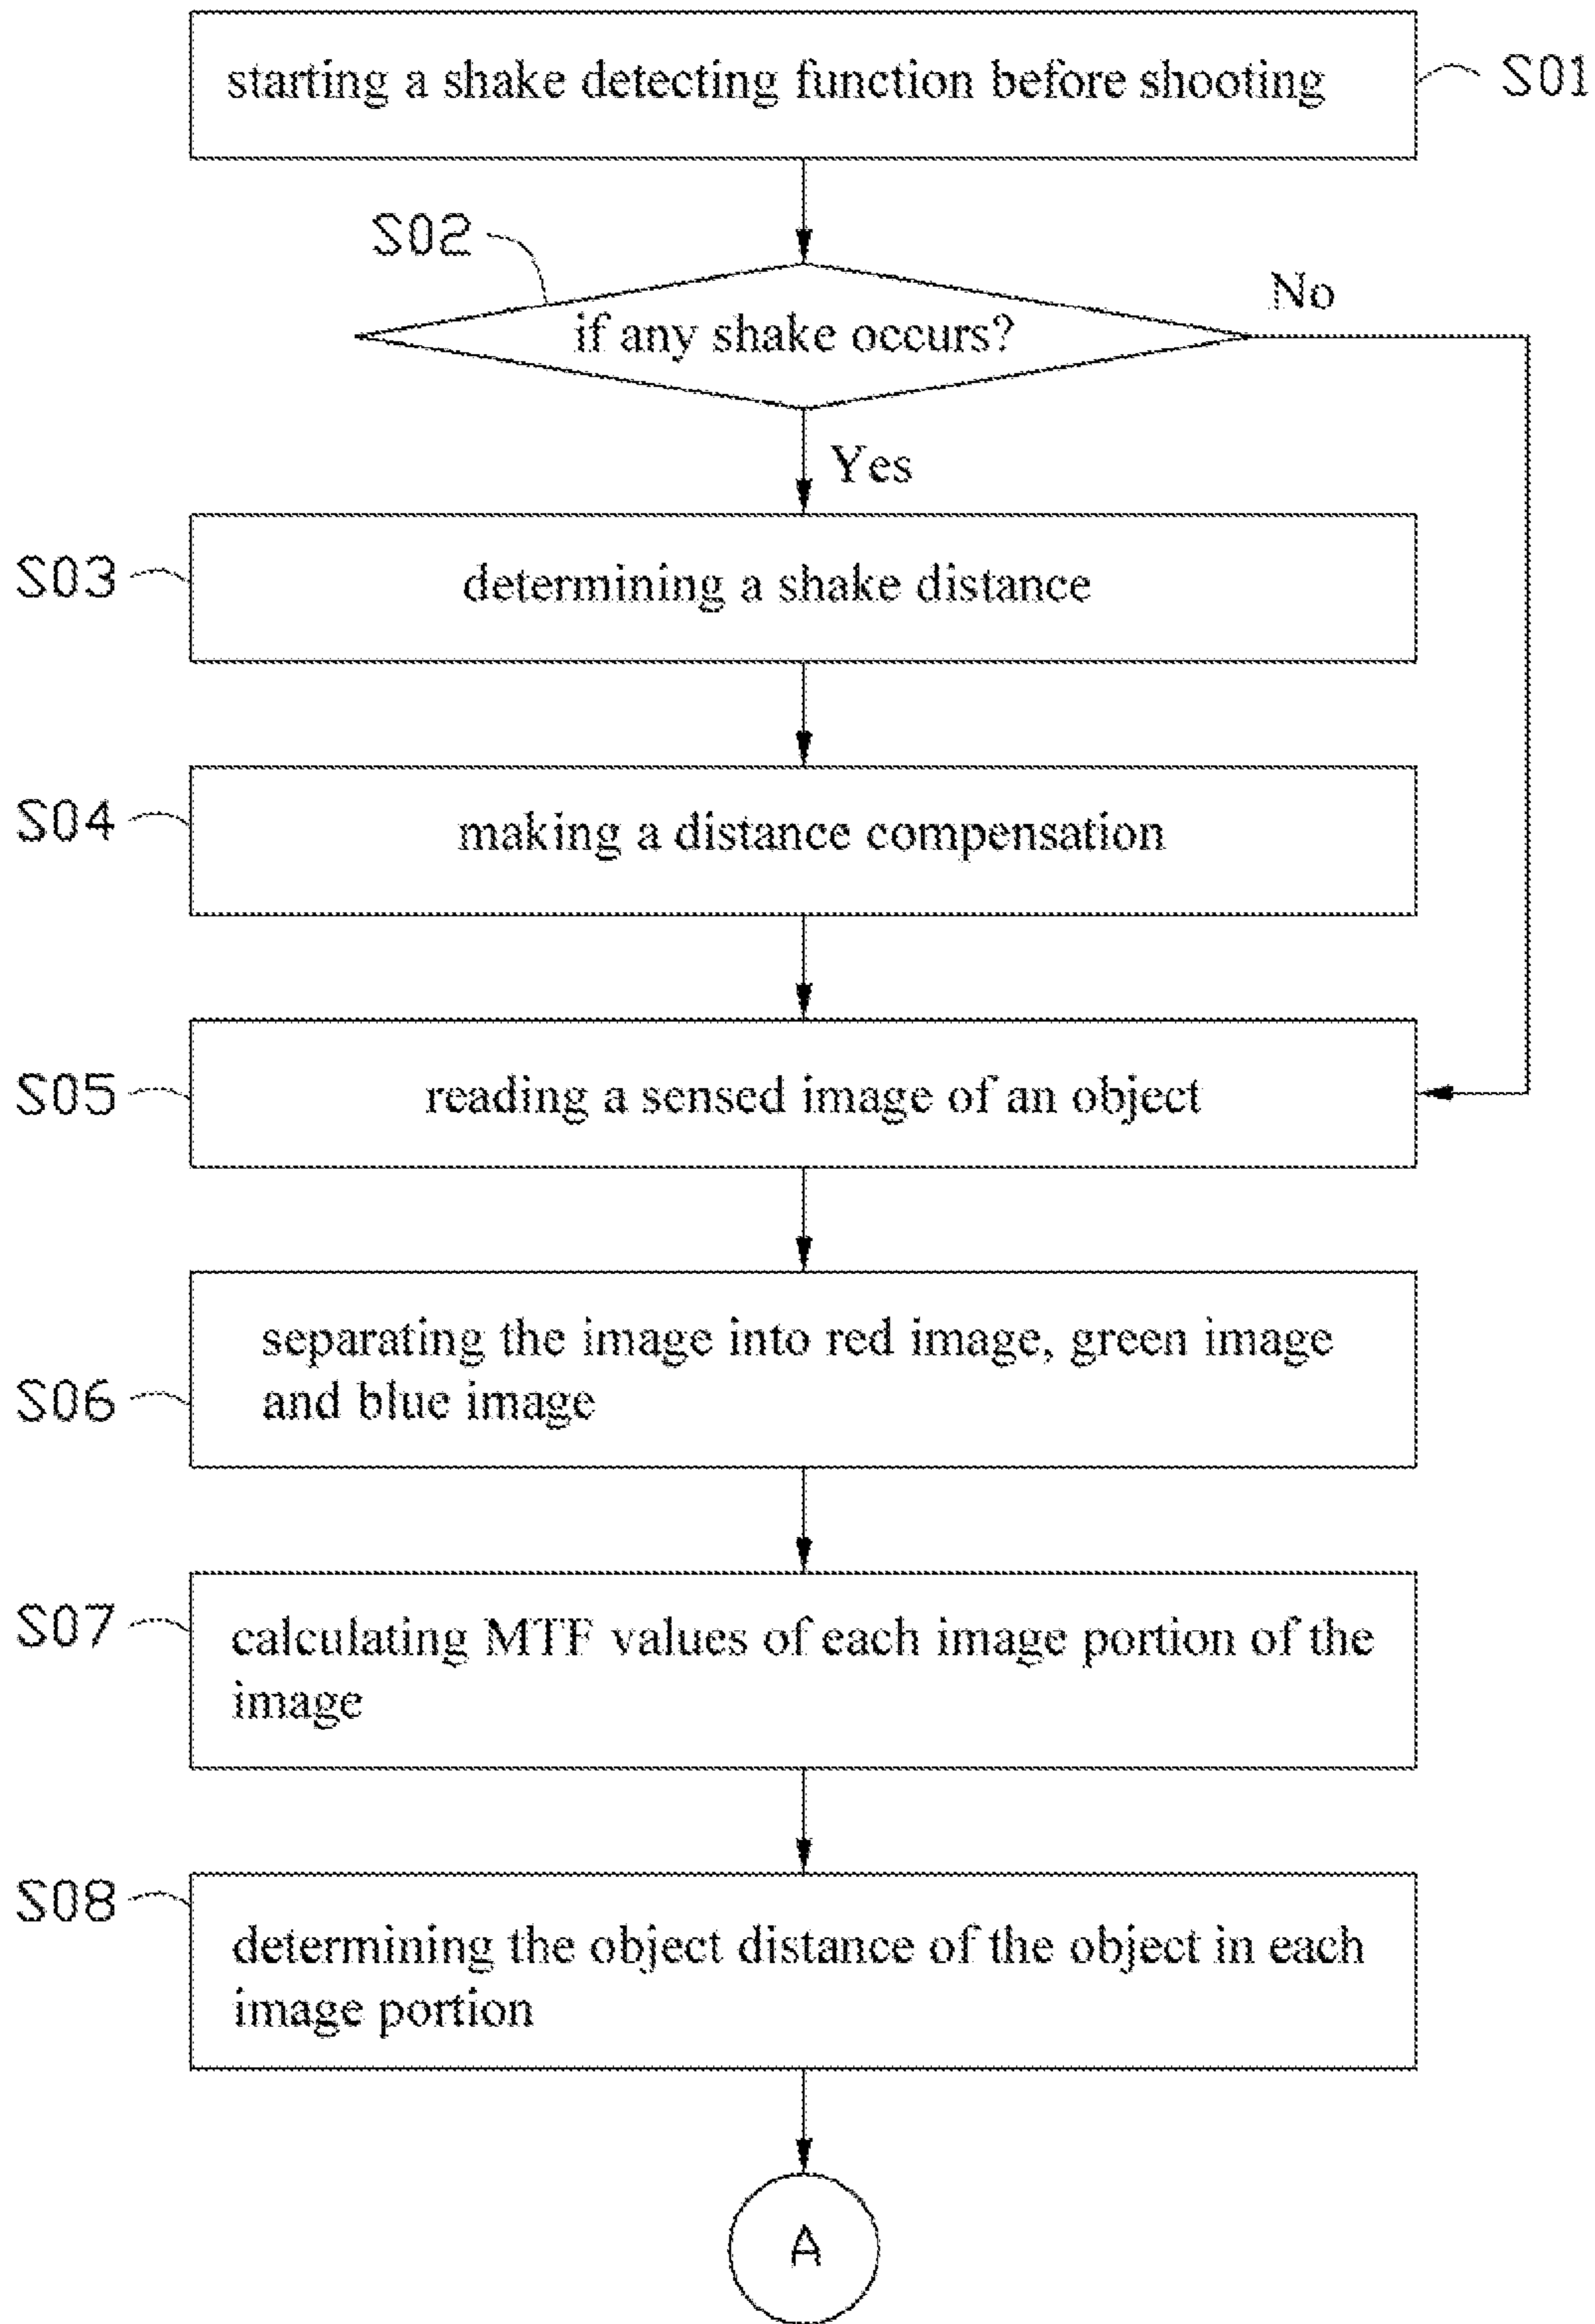 starting a shake detecting function before shooting
S01
S02
No
if any shake occurs?
Yes
S03
determining a shake distance
S04
making a distance compensation
S05
reading a sensed image of an object
separating the image into red image, green image
S06
and blue image
S07
calculating MTF values of each image portion of the
image
S08
determining the object distance of the object in each
image portion
A